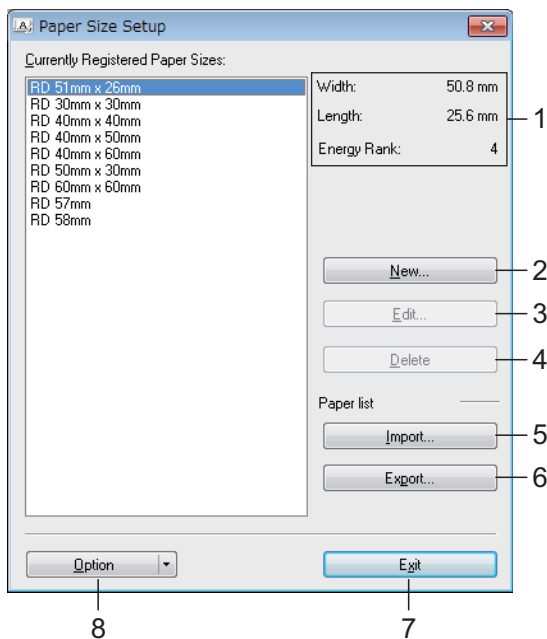 Paper Size Setup
Currently Registered Paper Sizes:
RD 51mm x 26mm
RD 30mm x 30mm
RD 40mm x 40mm
RD 40mm x 50mm
RD 40mm x 60mm
RD 50mm x 30mm
RD 60mm x 60mm
RD 57mm
RD 58mm
Width: 50.8 mm
Length: 25.6 mm
Energy Rank: 4
1
New... 2
Edit... 3
Delete 4
Paper list
Import... 5
Export... 6
Option Exit
8 7